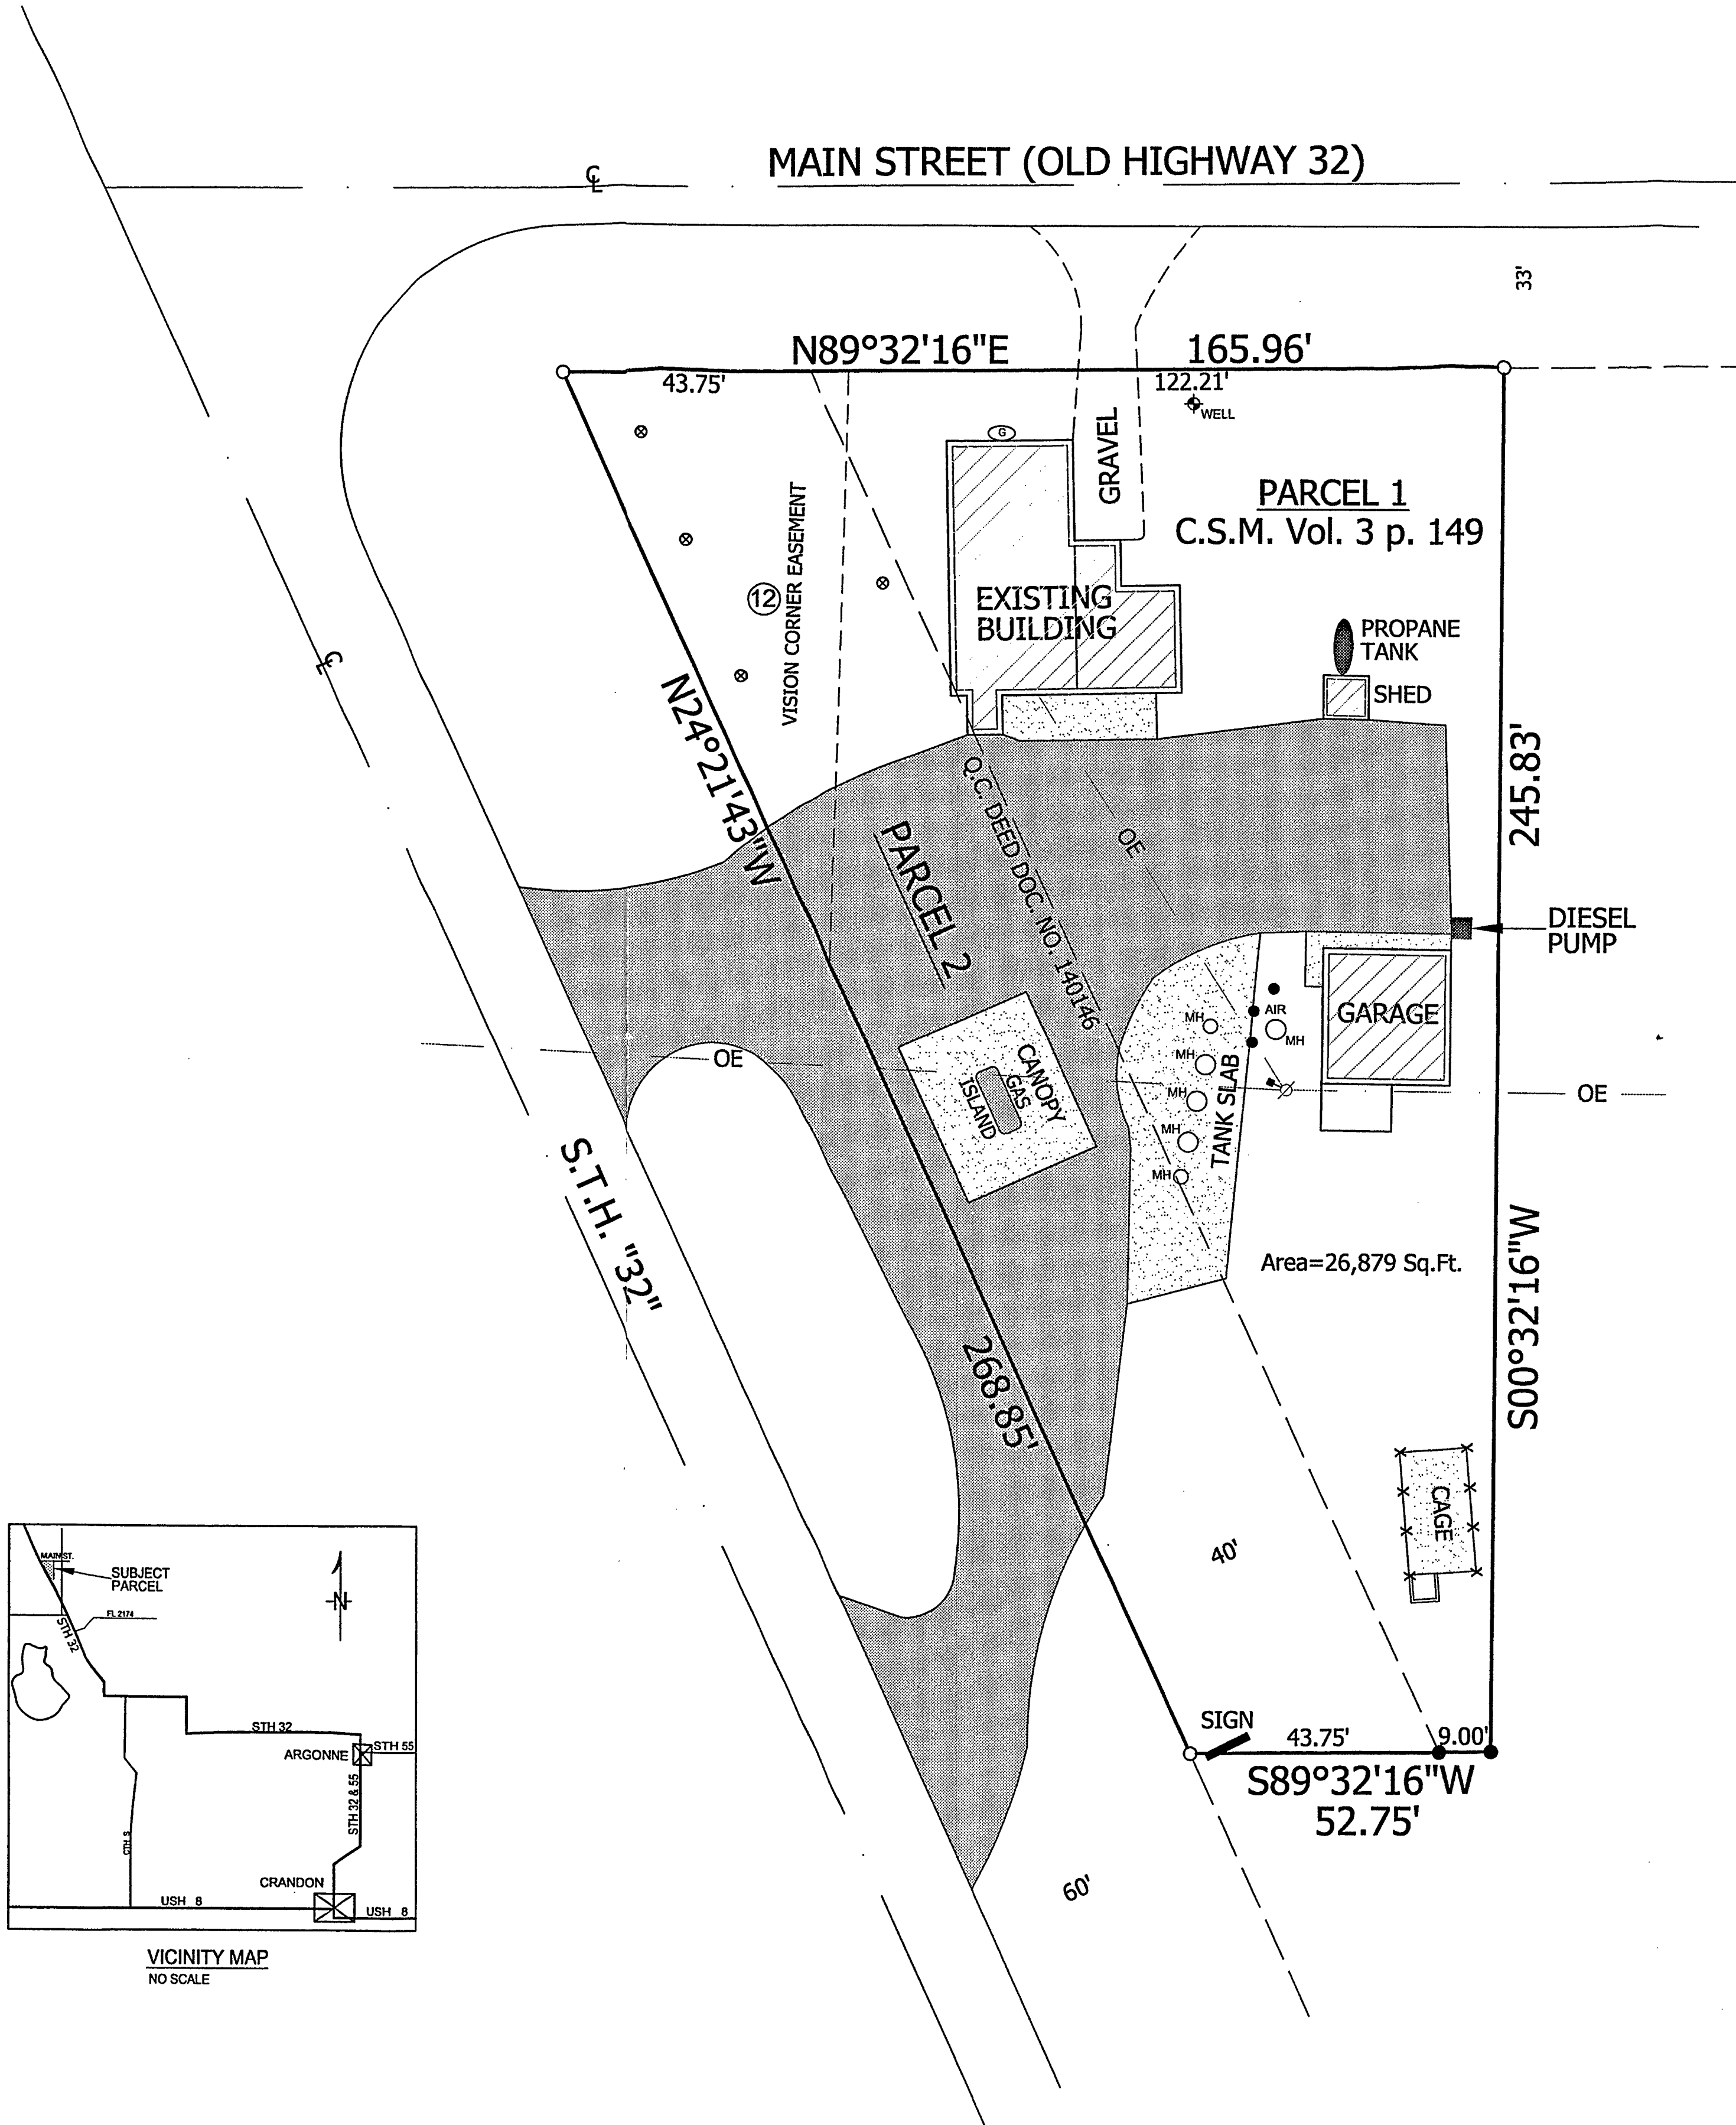 MAIN STREET (OLD HIGHWAY 32)
33'
N89°32'16"E
165.96'
43.75'
122.21'
WELL
G
GRAVEL
PARCEL 1
C.S.M. Vol. 3 p. 149
12
VISION CORNER EASEMENT
EXISTING
BUILDING
PROPANE
TANK
SHED
N24°21'43"W
245.83'
Q.C. DEED DOC. NO. 140146
OE
PARCEL 2
DIESEL
PUMP
GARAGE
AIR
MH
MH
MH
MH
MH
MH
TANK SLAB
OE
CANOPY
GAS
ISLAND
OE
S.T.H. "32"
Area=26,879 Sq.Ft.
S00°32'16"W
268.85'
CAGE
40'
SIGN
43.75'
9.00'
S89°32'16"W
52.75'
60'
MAIN ST.
SUBJECT
PARCEL
N
FL 2174
STH 32
STH 32
ARGONNE
STH 55
STH 32 & 55
CTH S
CRANDON
USH 8
USH 8
VICINITY MAP
NO SCALE